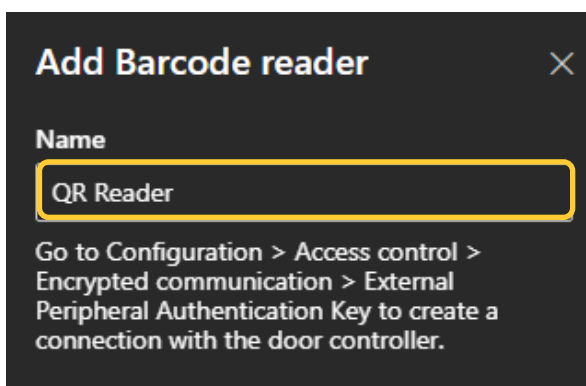 Add Barcode reader
Name
QR Reader
Go to Configuration > Access control >
Encrypted communication > External
Peripheral Authentication Key to create a
connection with the door controller.